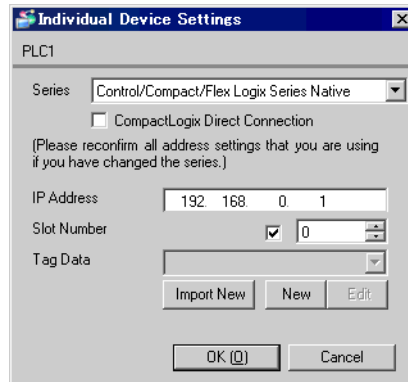 Individual Device Settings
PLC1
Series Control/Compact/Flex Logix Series Native
CompactLogix Direct Connection
(Please reconfirm all address settings that you are using
if you have changed the series.)
IP Address 192. 168. 0. 1
Slot Number 0
Tag Data
Import New New Edit
OK (O) Cancel